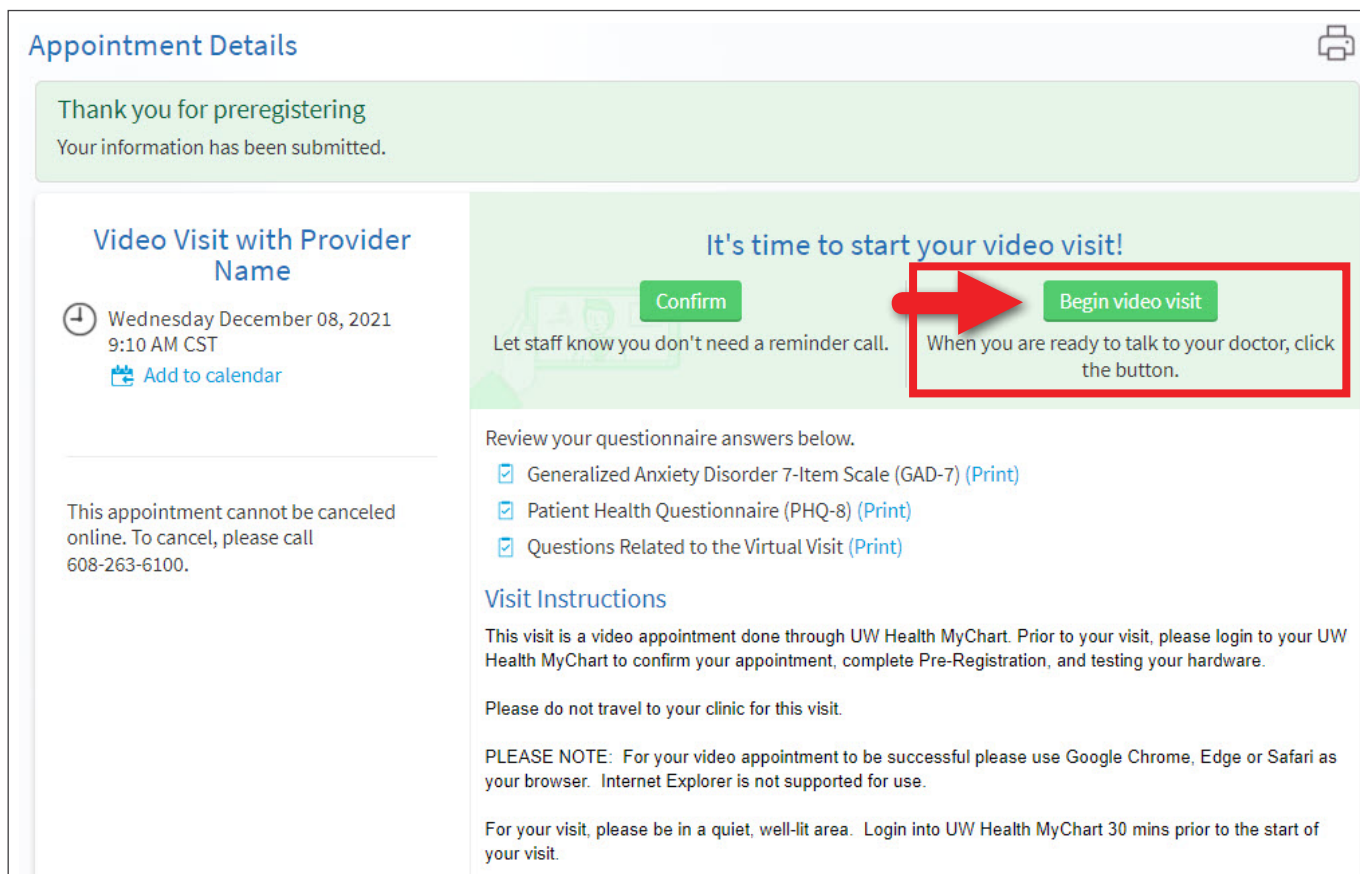 Appointment Details
Thank you for preregistering
Your information has been submitted.
Video Visit with Provider
Name
Wednesday December 08, 2021
9:10 AM CST
Add to calendar
This appointment cannot be canceled
online. To cancel, please call
608-263-6100.
It's time to start your video visit!
Confirm
Let staff know you don't need a reminder call.
Begin video visit
When you are ready to talk to your doctor, click
the button.
Review your questionnaire answers below.
Generalized Anxiety Disorder 7-Item Scale (GAD-7) (Print)
Patient Health Questionnaire (PHQ-8) (Print)
Questions Related to the Virtual Visit (Print)
Visit Instructions
This visit is a video appointment done through UW Health MyChart. Prior to your visit, please login to your UW
Health MyChart to confirm your appointment, complete Pre-Registration, and testing your hardware.
Please do not travel to your clinic for this visit.
PLEASE NOTE:  For your video appointment to be successful please use Google Chrome, Edge or Safari as
your browser.  Internet Explorer is not supported for use.
For your visit, please be in a quiet, well-lit area.  Login into UW Health MyChart 30 mins prior to the start of
your visit.